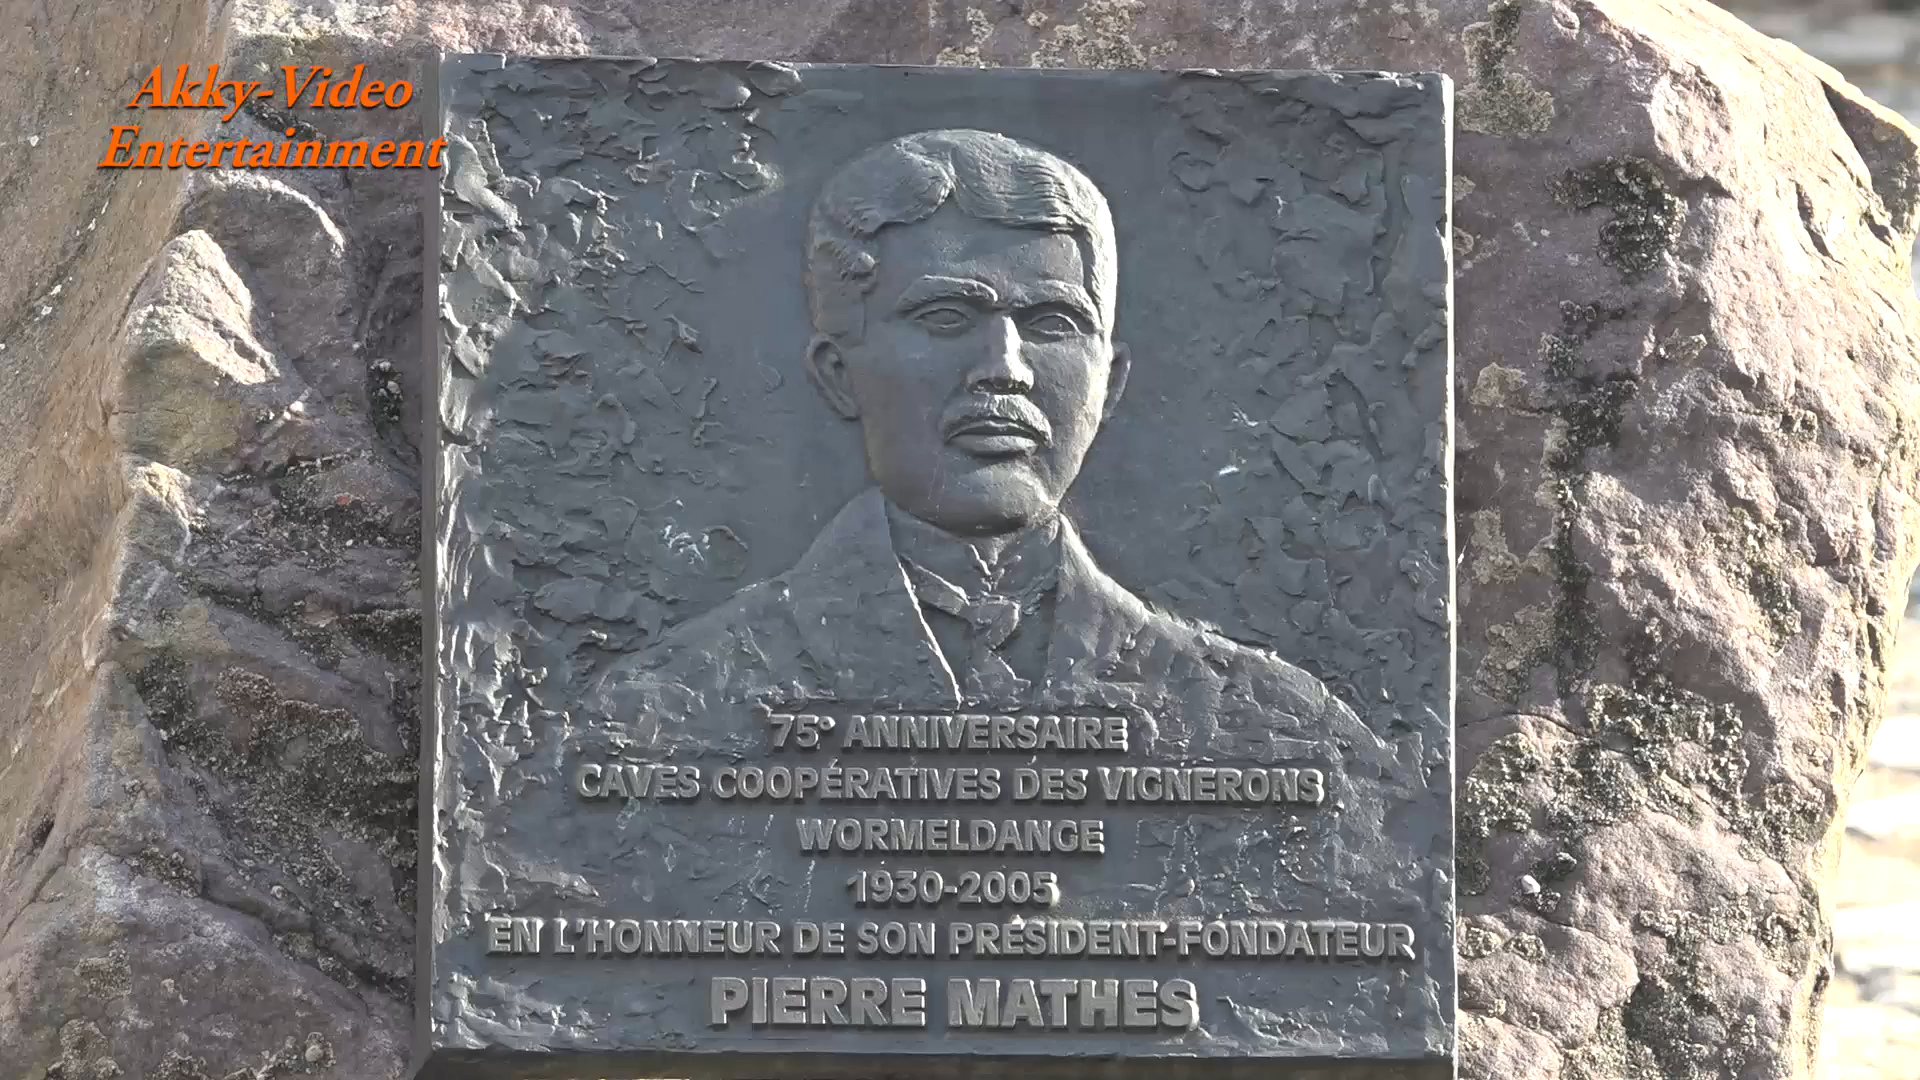 Akky-Video
Entertainment
75° ANNIVERSAIRE
CAVES COOPÉRATIVES DES VIGNERONS
WORMELDANGE
1930-2005
EN L'HONNEUR DE SON PRÉSIDENT-FONDATEUR
PIERRE MATHES